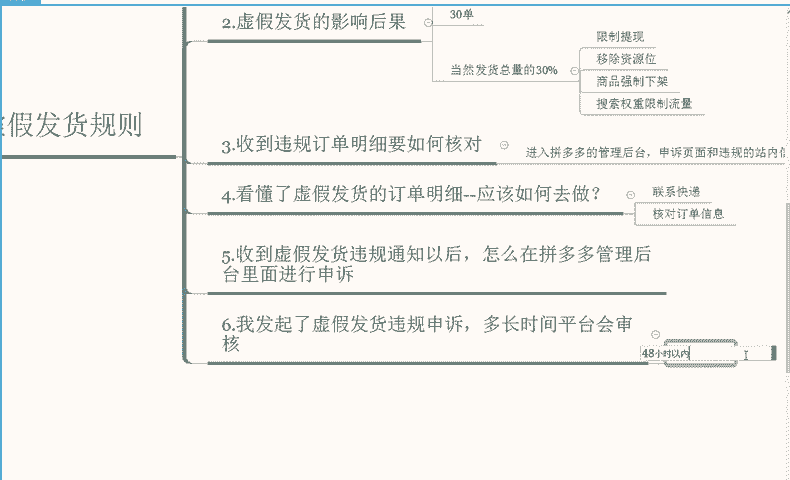 2.虚假发货的影响后果
30单
当然发货总量的30%
限制提现
移除资源位
商品强制下架
搜索权重限制流量
假发货规则
3.收到违规订单明细要如何核对
进入拼多多的管理后台，申诉页面和违规的站内
4.看懂了虚假发货的订单明细--应该如何去做？
联系快递
核对订单信息
5.收到虚假发货违规通知以后，怎么在拼多多管理后
台里面进行申诉
6.我发起了虚假发货违规申诉，多长时间平台会审
核
48小时以内